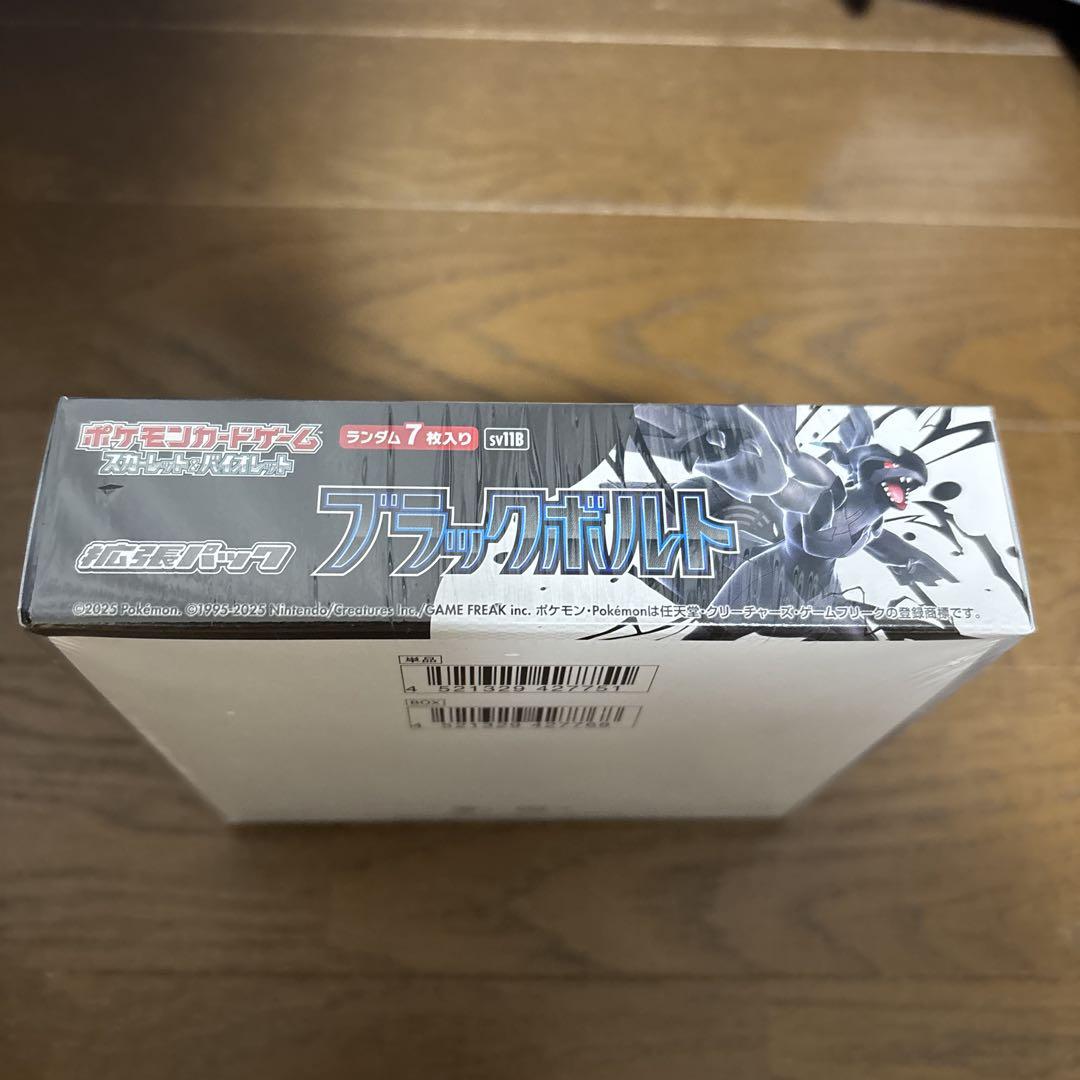 ポケモンカードゲーム
スカーレット&バイオレット
ランダム7枚入り
sv11B
ブラックボルト
拡張パック
©2025 Pokémon. ©1995-2025 Nintendo/Creatures Inc./GAME FREAK inc. ポケモン・Pokémonは任天堂・クリーチャーズ・ゲームフリークの登録商標です。
単品
4 521329 427751
BOX
4 521329 427768